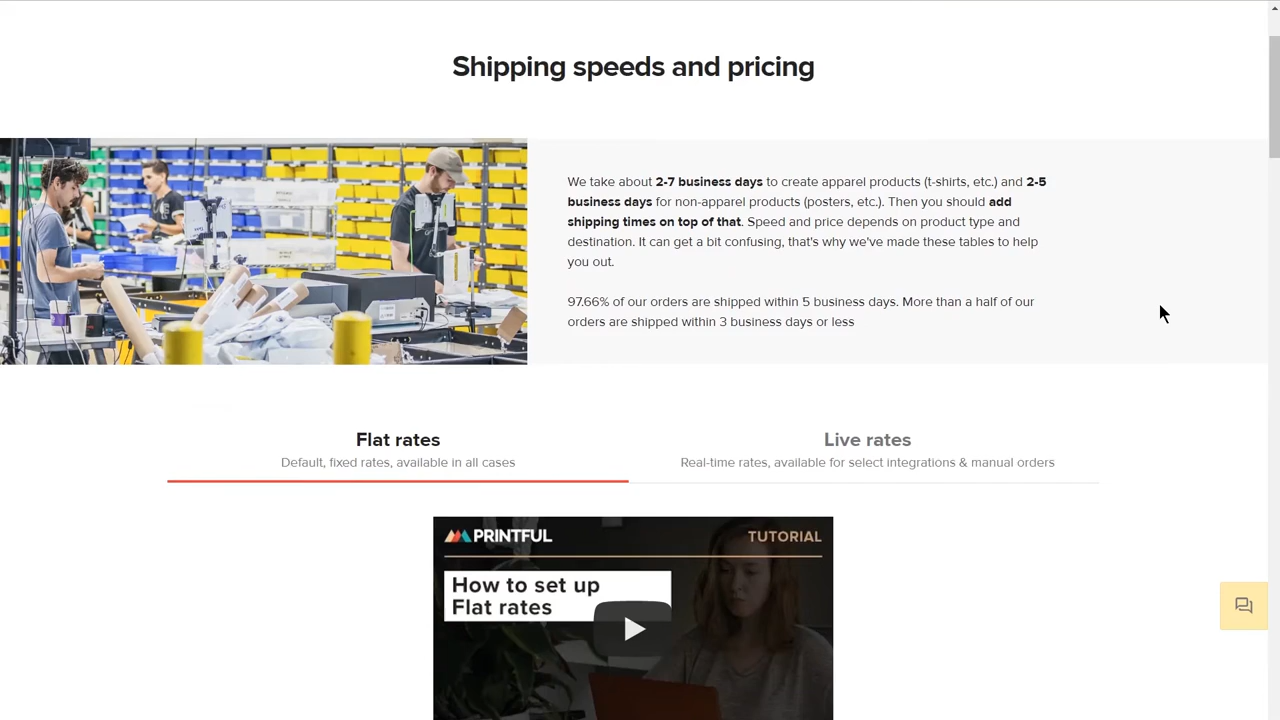 Shipping speeds and pricing
We take about 2-7 business days to create apparel products (t-shirts, etc.) and 2-5
business days for non-apparel products (posters, etc.). Then you should add
shipping times on top of that. Speed and price depends on product type and
destination. It can get a bit confusing, that's why we've made these tables to help
you out.
97.66% of our orders are shipped within 5 business days. More than a half of our
orders are shipped within 3 business days or less
Flat rates
Default, fixed rates, available in all cases
Live rates
Real-time rates, available for select integrations & manual orders
PRINTFUL
TUTORIAL
How to set up
Flat rates